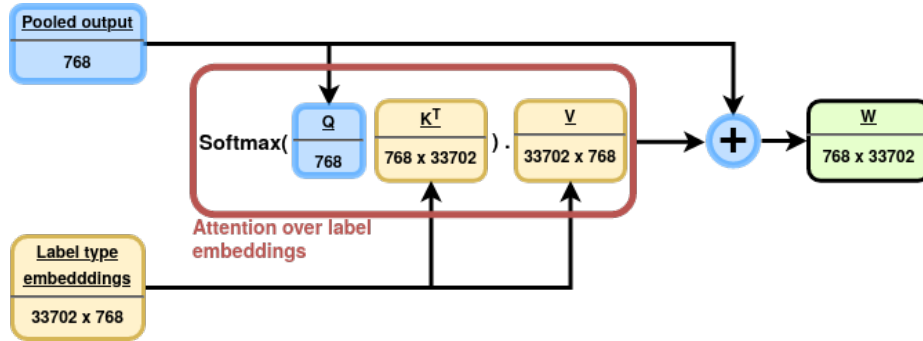 Pooled output
768
Softmax(
Q
768
K^T
768 x 33702
) .
V
33702 x 768
+
W
768 x 33702
Attention over label
embeddings
Label type
embedddings
33702 x 768